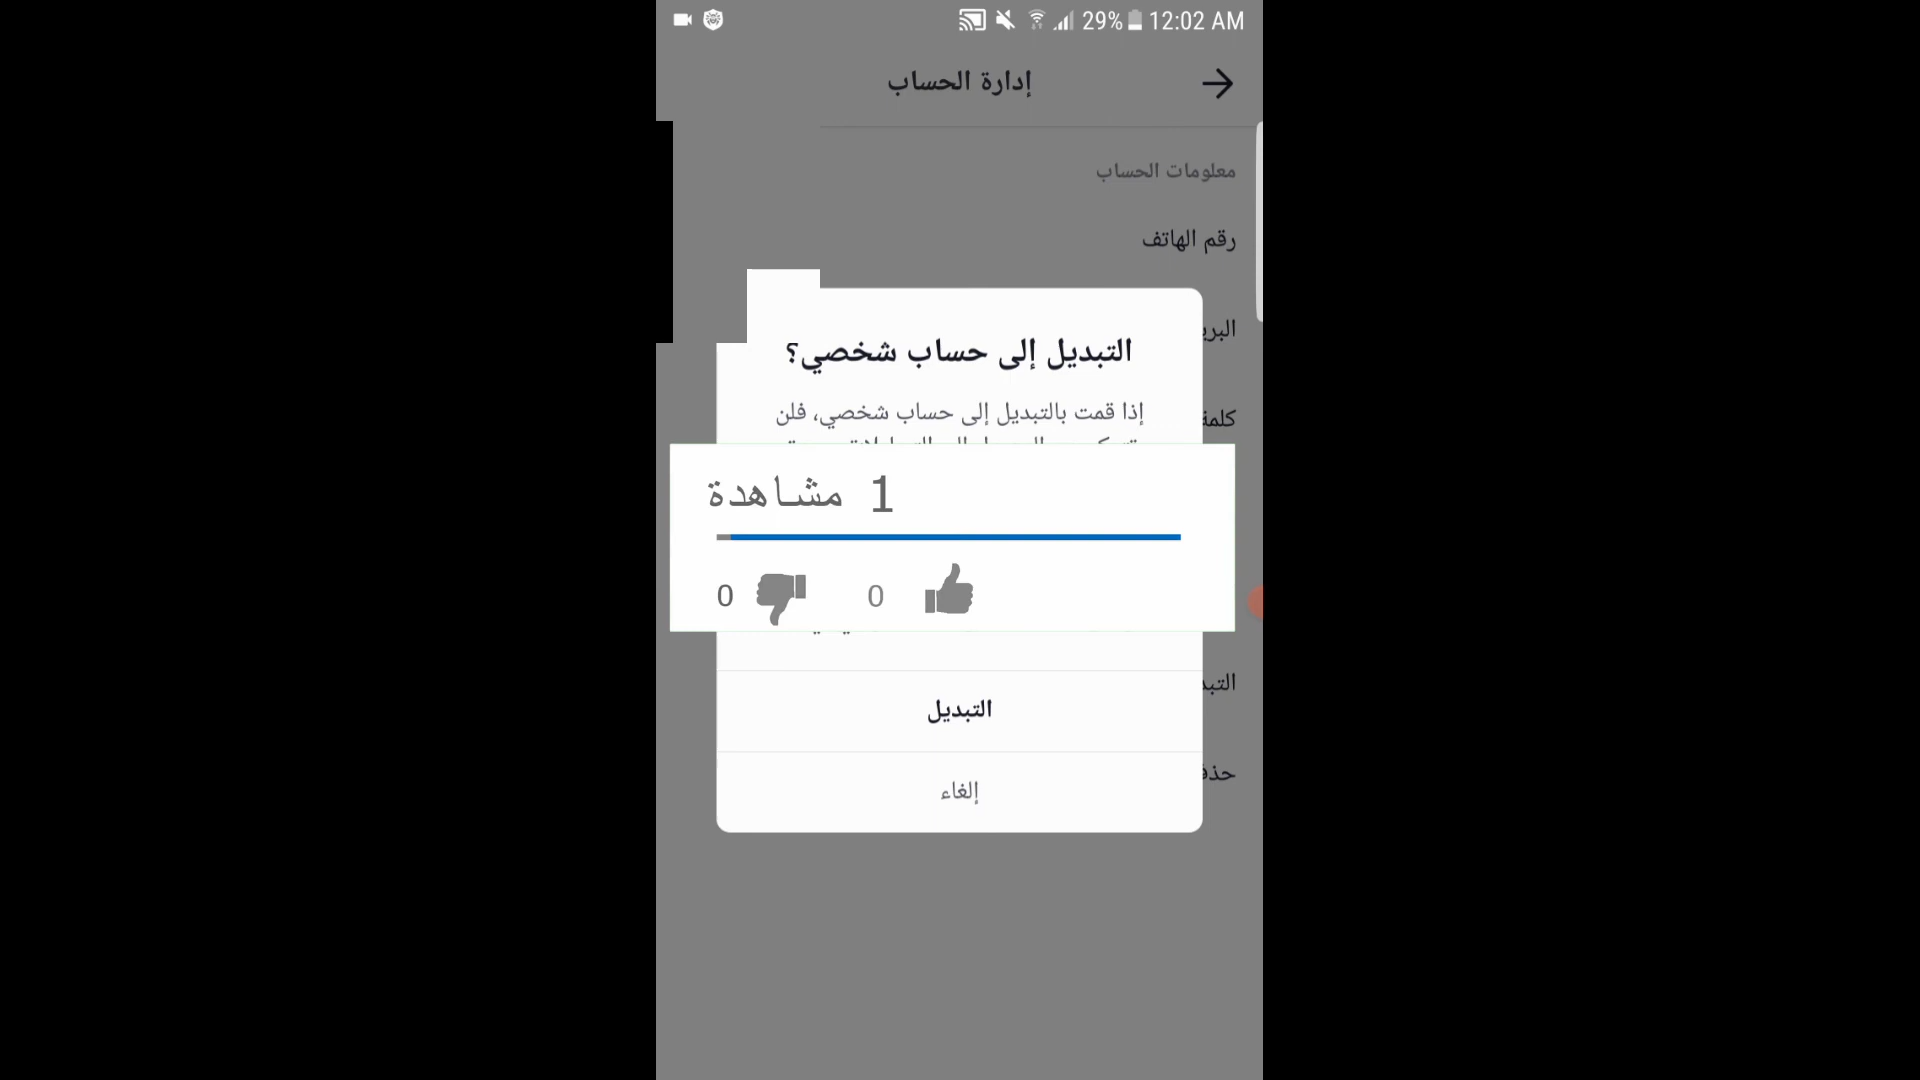 29% 12:02 AM
إدارة الحساب
معلومات الحساب
رقم الهاتف
التبديل إلى حساب شخصي؟
إذا قمت بالتبديل إلى حساب شخصي، فلن
1 مشاهدة
0 0
التبديل
إلغاء